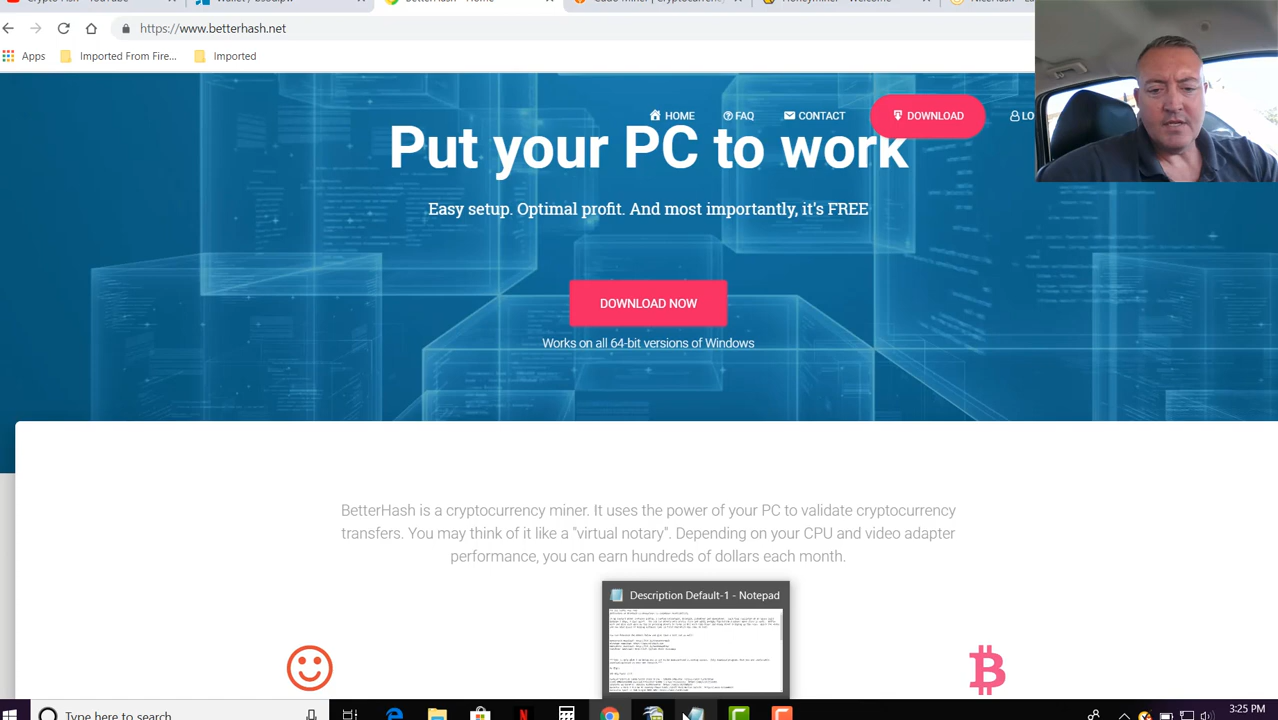 https://www.betterhash.net
Apps
Imported From Fire...
Imported
HOME
FAQ
CONTACT
DOWNLOAD
LO
Put your PC to work
Easy setup. Optimal profit. And most importantly, it's FREE
DOWNLOAD NOW
Works on all 64-bit versions of Windows
BetterHash is a cryptocurrency miner. It uses the power of your PC to validate cryptocurrency
transfers. You may think of it like a "virtual notary". Depending on your CPU and video adapter
performance, you can earn hundreds of dollars each month.
Description Default-1 - Notepad
Type here to search
3:25 PM